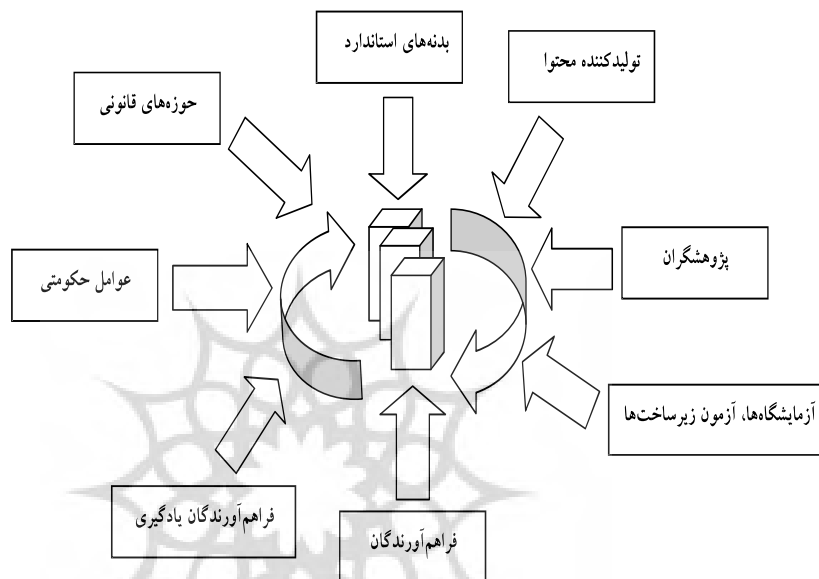 بدنه‌های استاندارد
تولیدکننده محتوا
حوزه‌های قانونی
پژوهشگران
عوامل حکومتی
آزمایشگاه‌ها، آزمون زیرساخت‌ها
فراهم‌آورندگان یادگیری
فراهم‌آورندگان